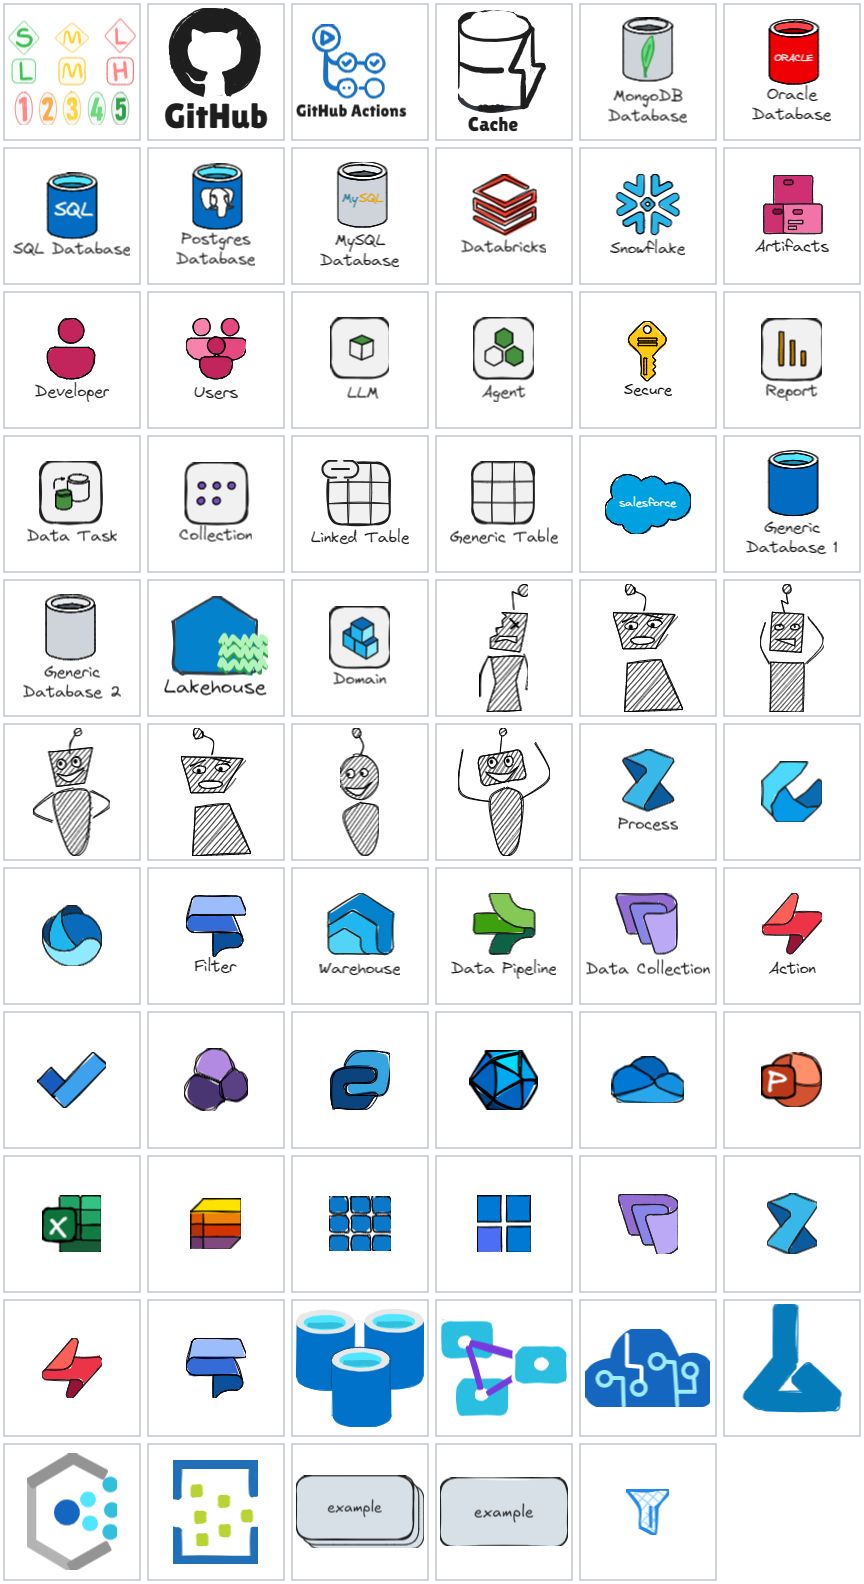 S M L
L M H
1 2 3 4 5
GitHub
GitHub Actions
Cache
MongoDB
Database
ORACLE
Oracle
Database
SQL
SQL Database
Postgres
Database
MySQL
MySQL
Database
Databricks
Snowflake
Artifacts
Developer
Users
LLM
Agent
Secure
Report
Data Task
Collection
Linked Table
Generic Table
salesforce
Generic
Database 1
Generic
Database 2
Lakehouse
Domain
Process
Filter
Warehouse
Data Pipeline
Data Collection
Action
P
X
example
example